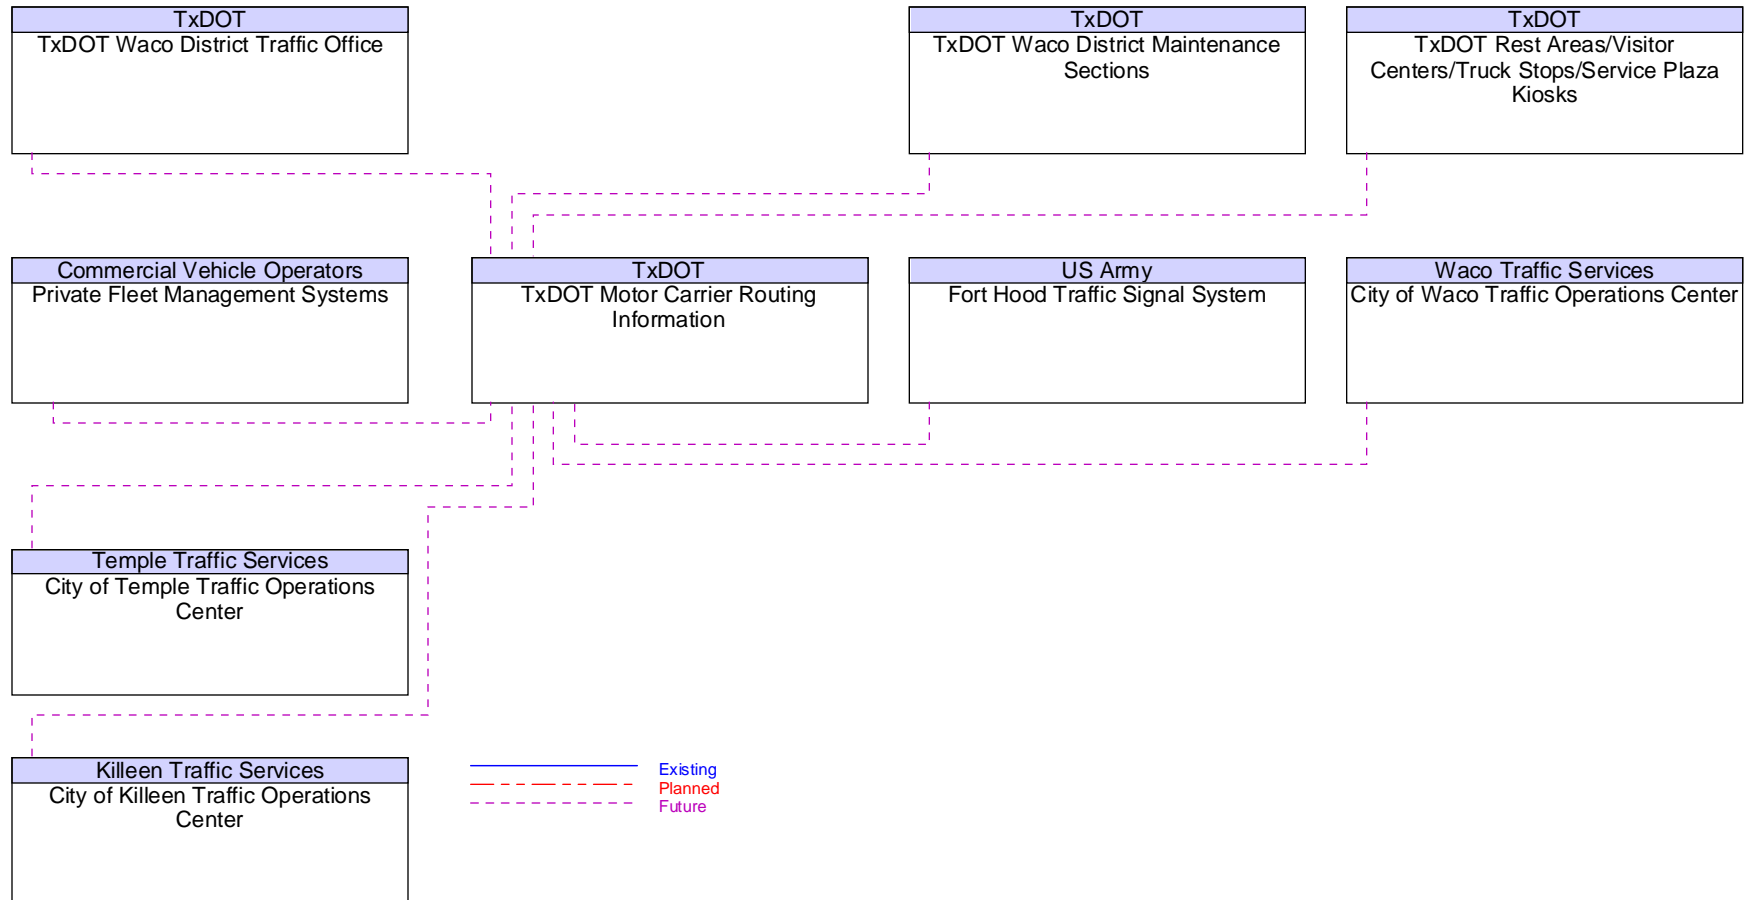 TxDOT
TxDOT Waco District Traffic Office
TxDOT
TxDOT Waco District Maintenance
Sections
TxDOT
TxDOT Rest Areas/Visitor
Centers/Truck Stops/Service Plaza
Kiosks
Commercial Vehicle Operators
Private Fleet Management Systems
TxDOT
TxDOT Motor Carrier Routing
Information
US Army
Fort Hood Traffic Signal System
Waco Traffic Services
City of Waco Traffic Operations Center
Temple Traffic Services
City of Temple Traffic Operations
Center
Killeen Traffic Services
City of Killeen Traffic Operations
Center
Existing
Planned
Future